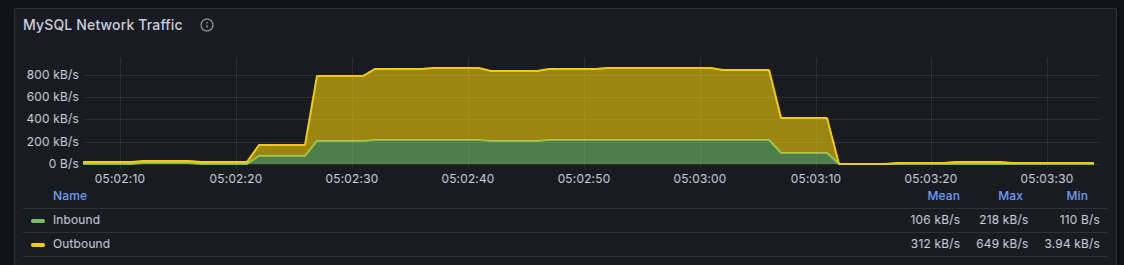 MySQL Network Traffic
800 kB/s
600 kB/s
400 kB/s
200 kB/s
0 B/s
05:02:10 05:02:20 05:02:30 05:02:40 05:02:50 05:03:00 05:03:10 05:03:20 05:03:30
Name Mean Max Min
Inbound 106 kB/s 218 kB/s 110 B/s
Outbound 312 kB/s 649 kB/s 3.94 kB/s